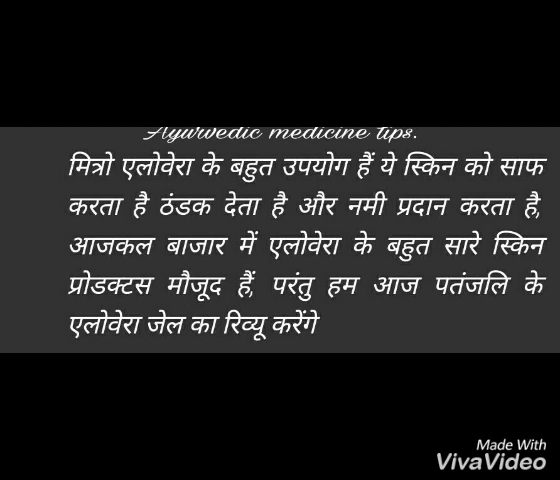 Ayurvedic medicine tips.
मित्रो एलोवेरा के बहुत उपयोग हैं ये स्किन को साफ
करता है ठंडक देता है और नमी प्रदान करता है,
आजकल बाजार में एलोवेरा के बहुत सारे स्किन
प्रोडक्टस मौजूद हैं, परंतु हम आज पतंजलि के
एलोवेरा जेल का रिव्यू करेंगे
Made With
VivaVideo